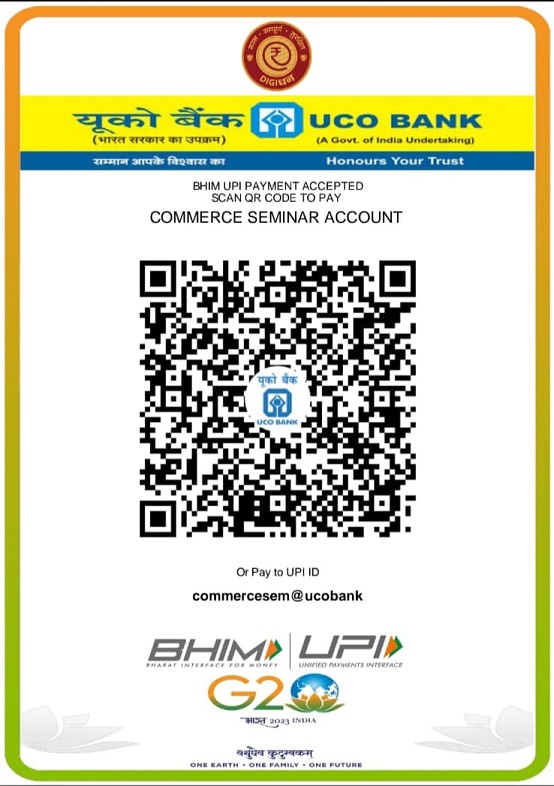 भारत - सम्पूर्ण - सुरक्षित
DIGIधन
यूको बैंक UCO BANK
(भारत सरकार का उपक्रम) (A Govt. of India Undertaking)
सम्मान आपके विश्वास का Honours Your Trust
BHIM UPI PAYMENT ACCEPTED
SCAN QR CODE TO PAY
COMMERCE SEMINAR ACCOUNT
यूको बैंक
UCO BANK
Or Pay to UPI ID
commercesem@ucobank
BHIM UPI
BHARAT INTERFACE FOR MONEY UNIFIED PAYMENTS INTERFACE
G20
भारत 2023 INDIA
वसुधैव कुटुम्बकम्
ONE EARTH • ONE FAMILY • ONE FUTURE